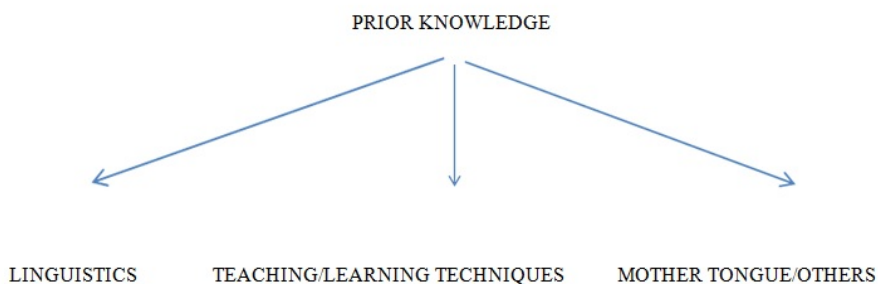 PRIOR KNOWLEDGE
LINGUISTICS
TEACHING/LEARNING TECHNIQUES
MOTHER TONGUE/OTHERS